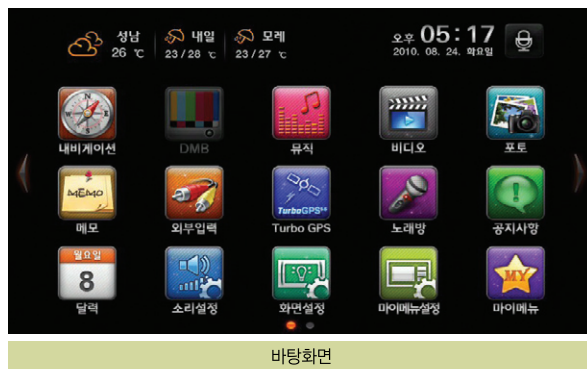 성남 내일 모레
26 ℃ 23/28 ℃ 23/27 ℃
오후 05:17
2010. 08. 24. 화요일
N
내비게이션 DMB 뮤직 비디오 포토
MEMO TurboGPS
메모 외부입력 Turbo GPS 노래방 공지사항
월요일
8 MY
달력 소리설정 화면설정 마이메뉴설정 마이메뉴
바탕화면